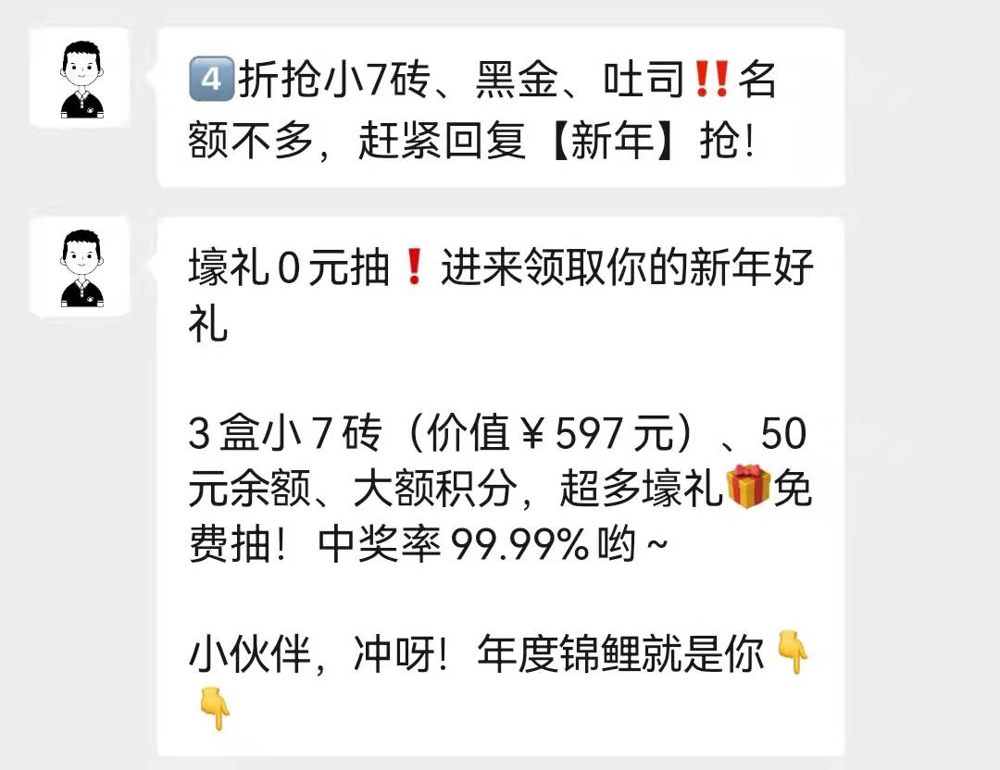 4️⃣折抢小7砖、黑金、吐司‼️名
额不多，赶紧回复【新年】抢！
壕礼0元抽❗进来领取你的新年好
礼
3盒小7砖（价值￥597元）、50
元余额、大额积分，超多壕礼🎁免
费抽！中奖率99.99%哟~
小伙伴，冲呀！年度锦鲤就是你👇
👇